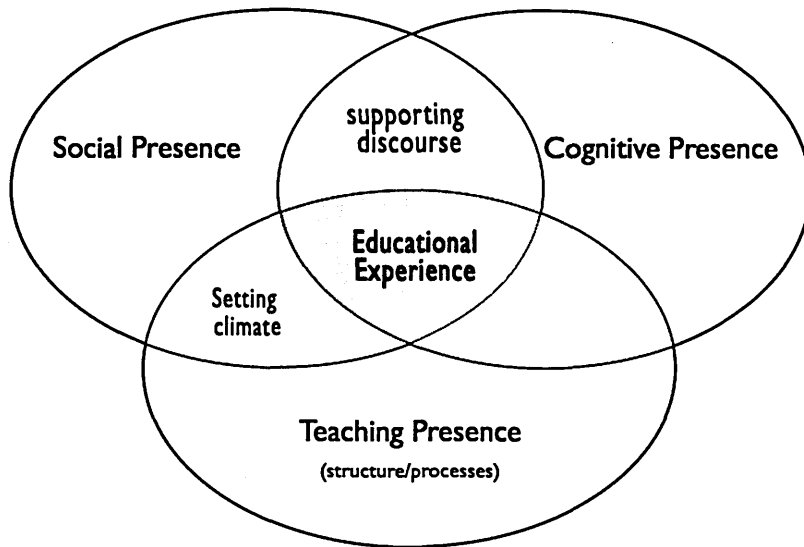 supporting
discourse
Social Presence
Cognitive Presence
Educational
Experience
Setting
climate
Teaching Presence
(structure/processes)